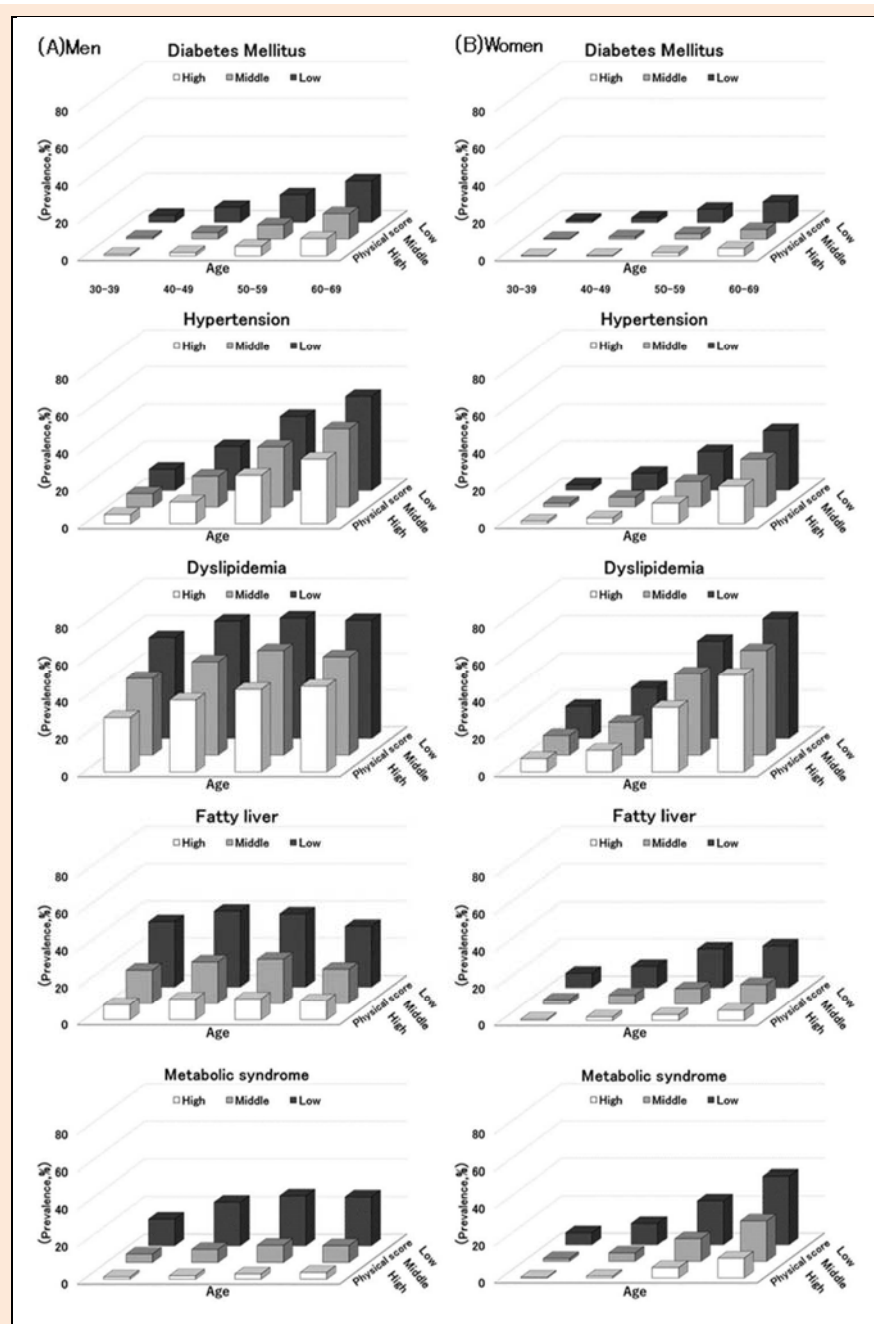 (A)Men
Diabetes Mellitus
High Middle Low
80
60
40
20
0
(Prevalence,%)
Low
Middle
High
Physical score
Age
30-39 40-49 50-59 60-69
Hypertension
High Middle Low
80
60
40
20
0
(Prevalence,%)
Low
Middle
High
Physical score
Age
Dyslipidemia
High Middle Low
80
60
40
20
0
(Prevalence,%)
Low
Middle
High
Physical score
Age
Fatty liver
High Middle Low
80
60
40
20
0
(Prevalence,%)
Low
Middle
High
Physical score
Age
Metabolic syndrome
High Middle Low
80
60
40
20
0
(Prevalence,%)
Low
Middle
High
Physical score
Age
(B)Women
Diabetes Mellitus
High Middle Low
80
60
40
20
0
(Prevalence,%)
Low
Middle
High
Physical score
Age
30-39 40-49 50-59 60-69
Hypertension
High Middle Low
80
60
40
20
0
(Prevalence,%)
Low
Middle
High
Physical score
Age
Dyslipidemia
High Middle Low
80
60
40
20
0
(Prevalence,%)
Low
Middle
High
Physical score
Age
Fatty liver
High Middle Low
80
60
40
20
0
(Prevalence,%)
Low
Middle
High
Physical score
Age
Metabolic syndrome
High Middle Low
80
60
40
20
0
(Prevalence,%)
Low
Middle
High
Physical score
Age